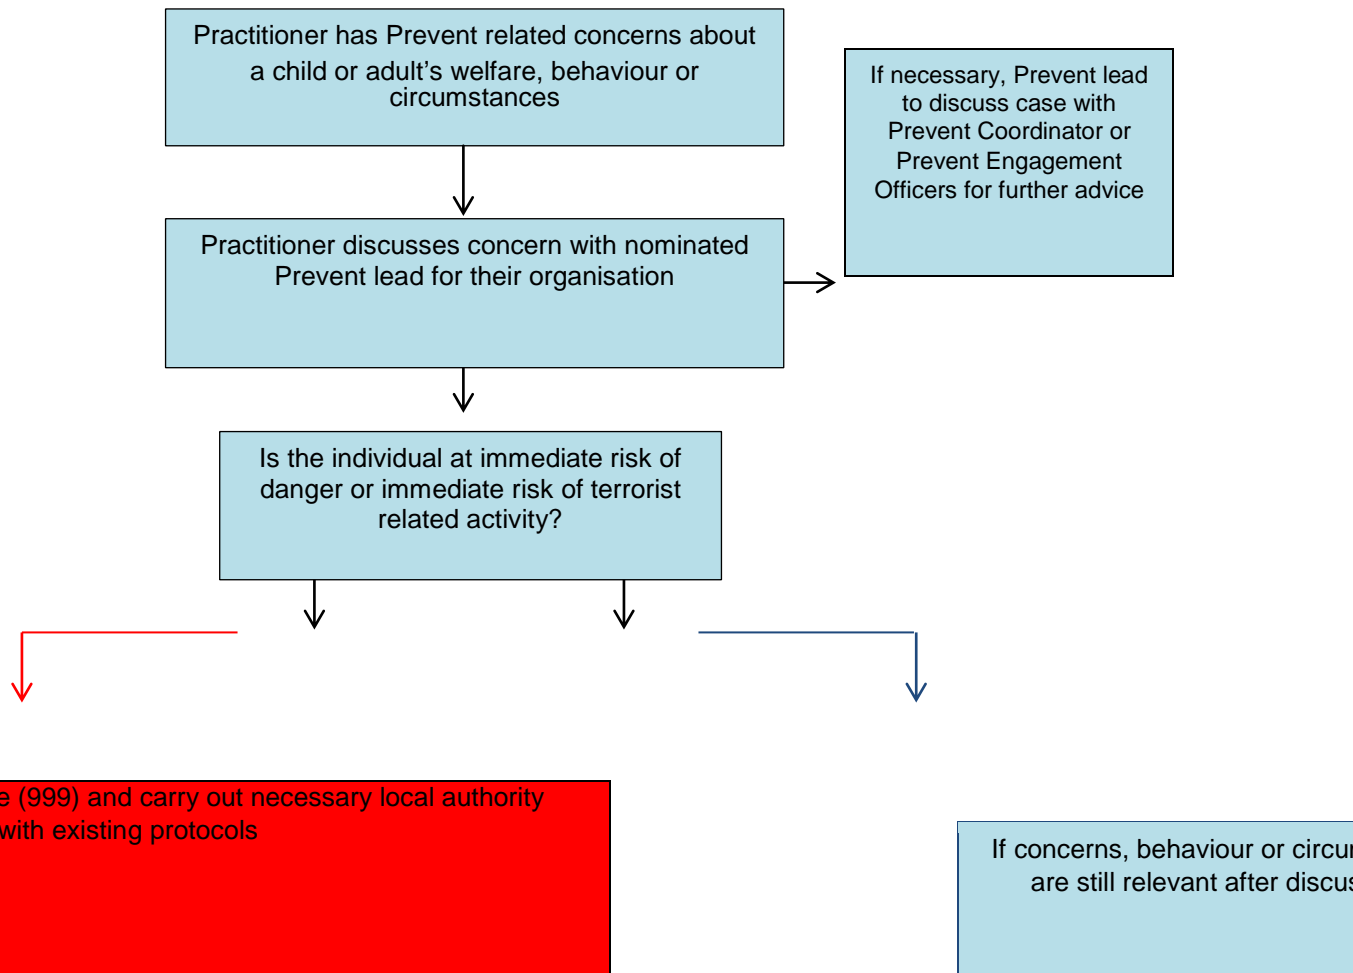 Practitioner has Prevent related concerns about
a child or adult’s welfare, behaviour or
circumstances
If necessary, Prevent lead
to discuss case with
Prevent Coordinator or
Prevent Engagement
Officers for further advice
Practitioner discusses concern with nominated
Prevent lead for their organisation
Is the individual at immediate risk of
danger or immediate risk of terrorist
related activity?
(999) and carry out necessary local authority
with existing protocols
If concerns, behaviour or
are still relevant after